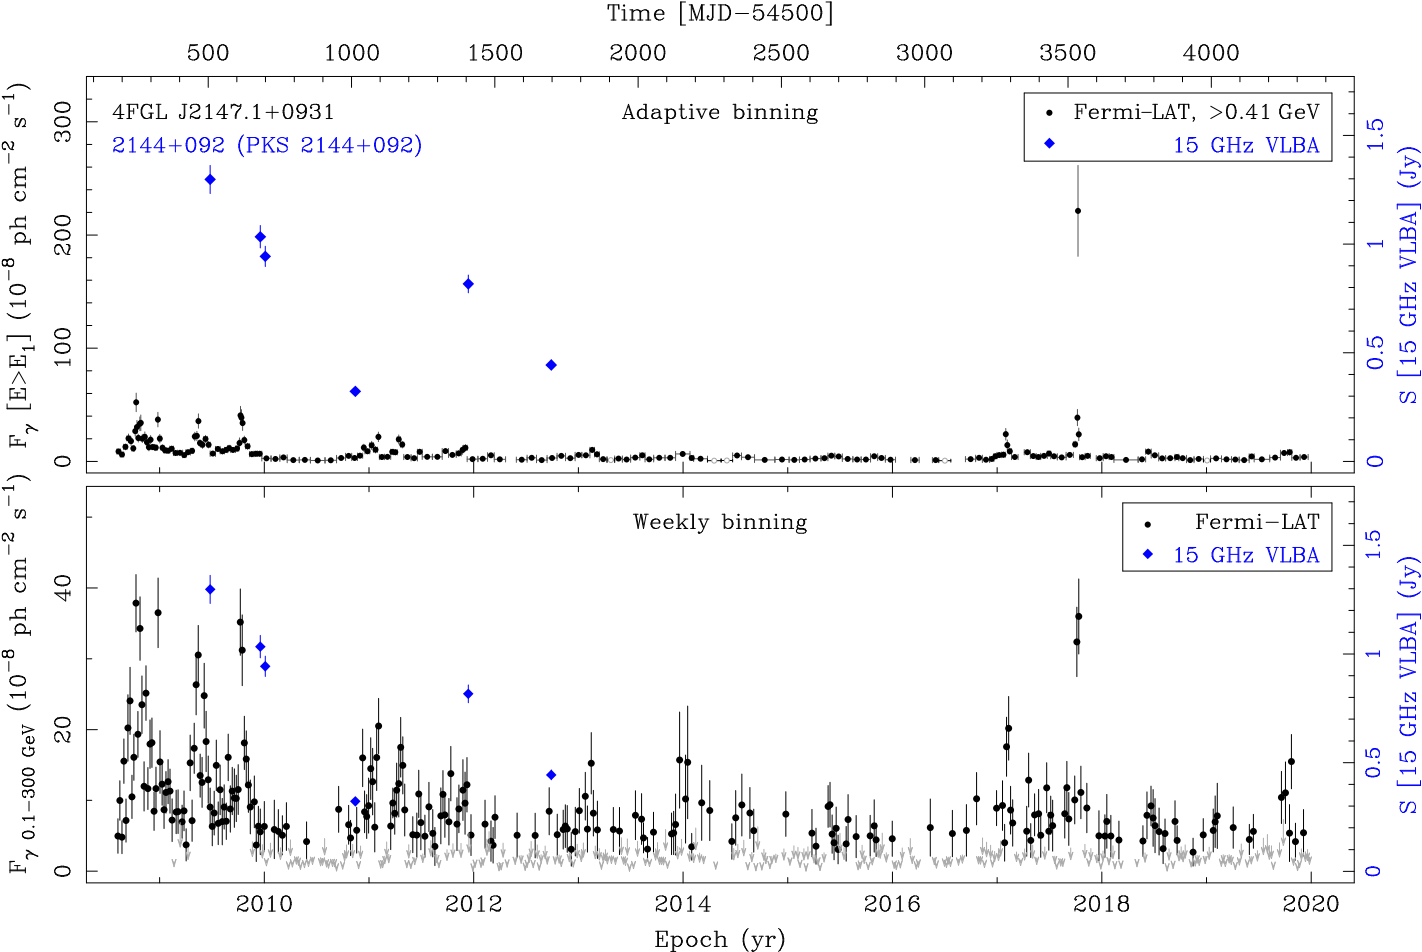 Time [MJD−54500]
500 1000 1500 2000 2500 3000 3500 4000
4FGL J2147.1+0931
2144+092 (PKS 2144+092)
Adaptive binning
Fermi−LAT, >0.41 GeV
15 GHz VLBA
F_γ [E>E_1] (10^−8 ph cm^−2 s^−1)
0 100 200 300
S [15 GHz VLBA] (Jy)
0 0.5 1 1.5
Weekly binning
Fermi−LAT
15 GHz VLBA
F_γ 0.1−300 GeV (10^−8 ph cm^−2 s^−1)
0 20 40
S [15 GHz VLBA] (Jy)
0 0.5 1 1.5
2010 2012 2014 2016 2018 2020
Epoch (yr)